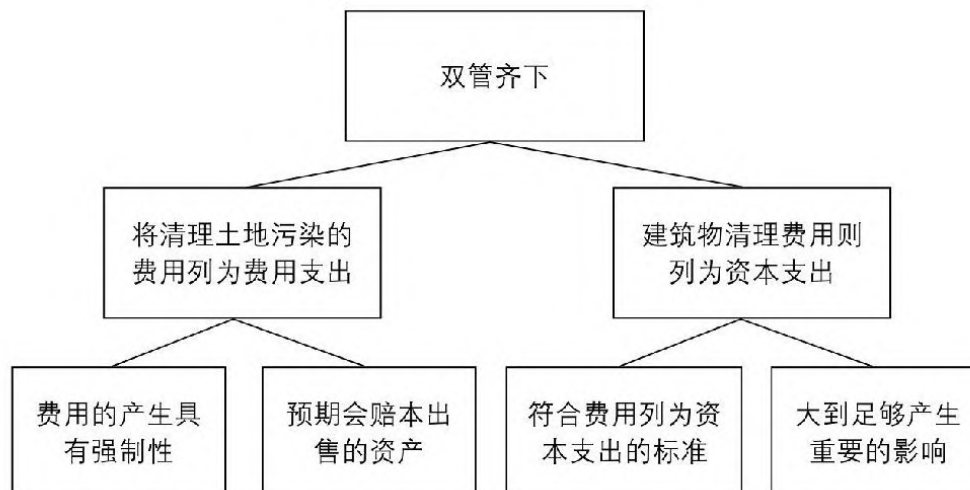 双管齐下
将清理土地污染的
费用列为费用支出
建筑物清理费用则
列为资本支出
费用的产生具
有强制性
预期会赔本出
售的资产
符合费用列为资
本支出的标准
大到足够产生
重要的影响